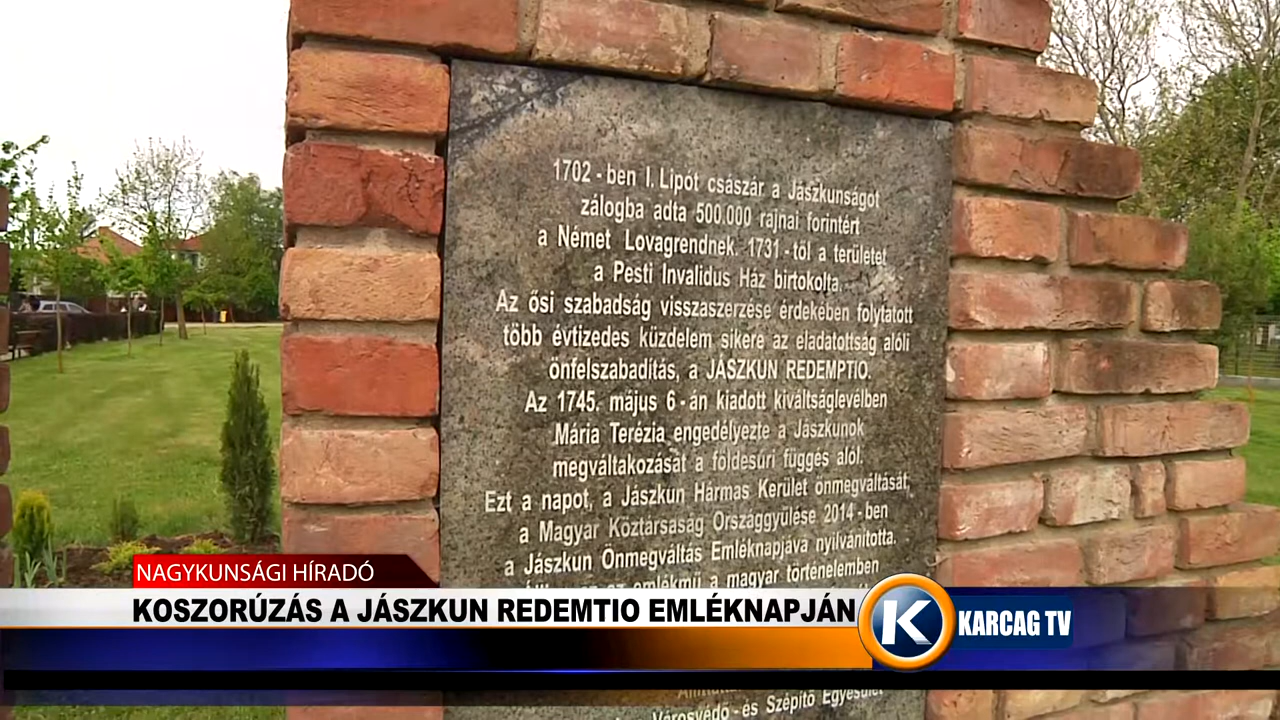 1702 - ben I. Lipót császár a Jászkunságot
zálogba adta 500.000 rajnai forintért
a Német Lovagrendnek. 1731 - től a területet
a Pesti Invalidus Ház birtokolta.
Az ősi szabadság visszaszerzése érdekében folytatott
több évtizedes küzdelem sikere az eladatottság alóli
önfelszabadítás, a JÁSZKUN REDEMPTIO.
Az 1745. május 6 - án kiadott kiváltságlevélben
Mária Terézia engedélyezte a Jászkunok
megváltakozását a földesúri függés alól.
Ezt a napot, a Jászkun Hármas Kerület önmegváltását,
a Magyar Köztársaság Országgyűlése 2014 - ben
a Jászkun Önmegváltás Emléknapjává nyilvánította.
emlékmű a magyar történelemben
NAGYKUNSÁGI HÍRADÓ
KOSZORÚZÁS A JÁSZKUN REDEMTIO EMLÉKNAPJÁN
K KARCAG TV
Városvédő - és Szépítő Egyesület